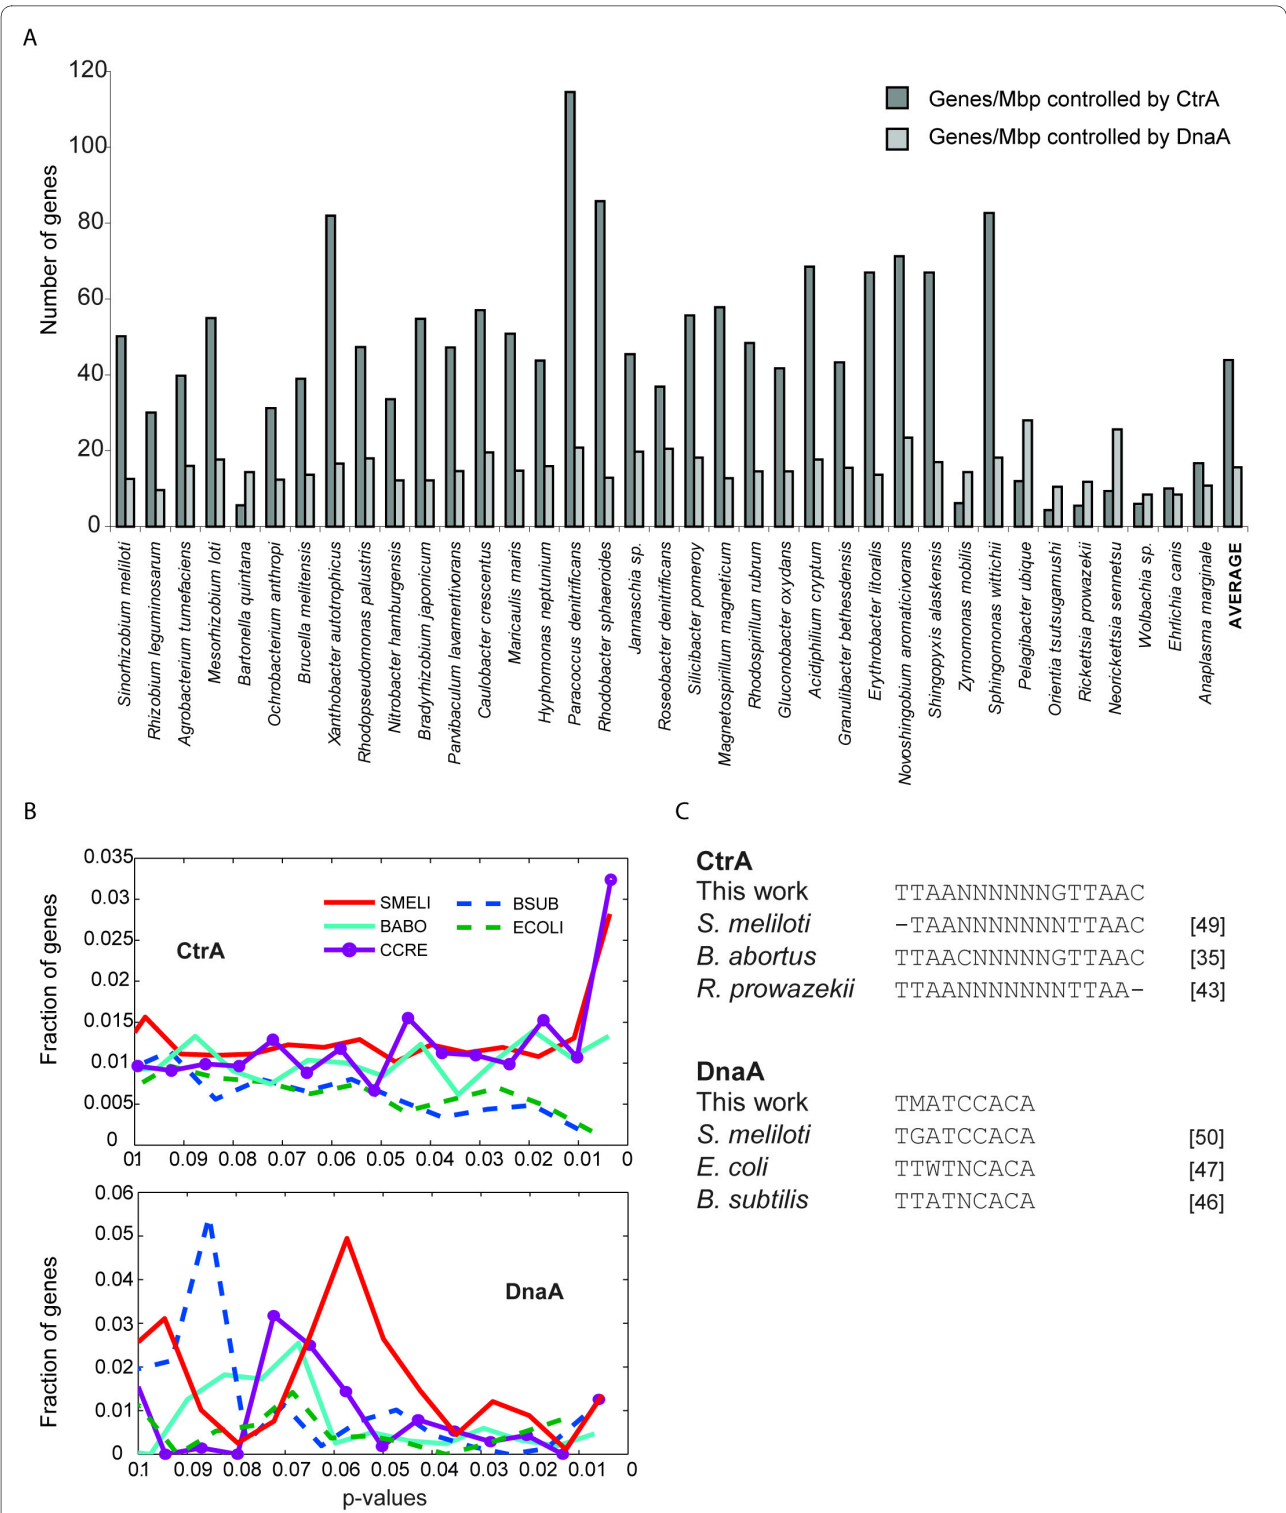 A
120
100
80
60
40
20
0
Number of genes
Genes/Mbp controlled by CtrA
Genes/Mbp controlled by DnaA
Sinorhizobium meliloti
Rhizobium leguminosarum
Agrobacterium tumefaciens
Mesorhizobium loti
Bartonella quintana
Ochrobacterium anthropi
Brucella melitensis
Xanthobacter autotrophicus
Rhodopseudomonas palustris
Nitrobacter hamburgensis
Bradyrhizobium japonicum
Parvibaculum lavamentivorans
Caulobacter crescentus
Maricaulis maris
Hyphomonas neptunium
Paracoccus denitrificans
Rhodobacter sphaeroides
Jannaschia sp.
Roseobacter denitrificans
Silicibacter pomeroy
Magnetospirillum magneticum
Rhodospirillum rubrum
Gluconobacter oxydans
Acidiphilium cryptum
Granulibacter bethesdensis
Erythrobacter litoralis
Novoshingobium aromaticivorans
Shingopyxis alaskensis
Zymomonas mobilis
Sphingomonas wittichii
Pelagibacter ubique
Orientia tsutsugamushi
Rickettsia prowazekii
Neorickettsia sennetsu
Wolbachia sp.
Ehrlichia canis
Anaplasma marginale
AVERAGE
B
0.035
0.03
0.025
0.02
0.015
0.01
0.005
0
Fraction of genes
CtrA
SMELI
BABO
CCRE
BSUB
ECOLI
01 0.09 0.08 0.07 0.06 0.05 0.04 0.03 0.02 0.01 0
0.06
0.05
0.04
0.03
0.02
0.01
0
Fraction of genes
DnaA
0.1 0.09 0.08 0.07 0.06 0.05 0.04 0.03 0.02 0.01 0
p-values
C
CtrA
This work TTAANNNNNNGTTAAC
S. meliloti –TAANNNNNNNTTAAC [49]
B. abortus TTAACNNNNNGTTAAC [35]
R. prowazekii TTAANNNNNNNTTAA– [43]
DnaA
This work TMATCCACA
S. meliloti TGATCCACA [50]
E. coli TTWTNCACA [47]
B. subtilis TTATNCACA [46]